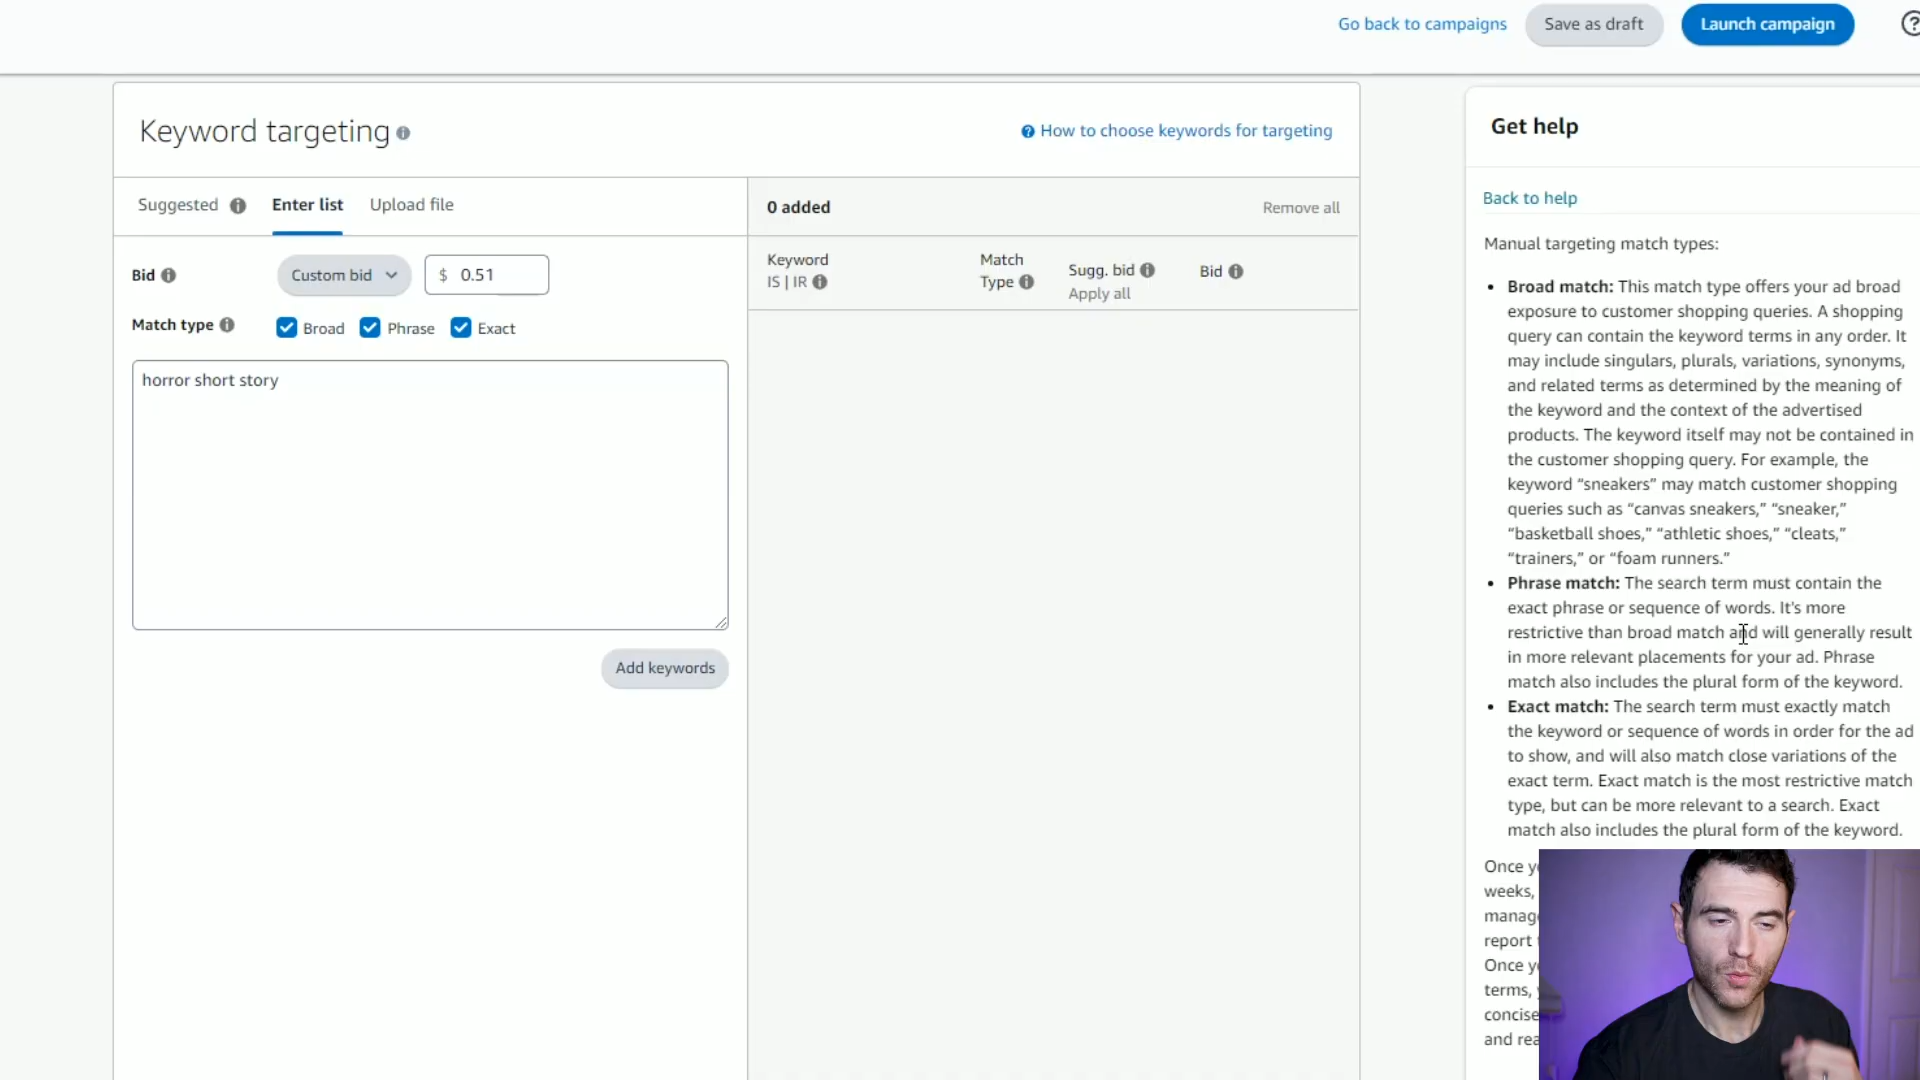 Go back to campaigns
Save as draft
Launch campaign
Keyword targeting
How to choose keywords for targeting
Suggested
Enter list
Upload file
0 added
Remove all
Bid
Custom bid
$ 0.51
Match type
Broad
Phrase
Exact
Keyword
IS | IR
Match
Type
Sugg. bid
Apply all
Bid
horror short story
Add keywords
Get help
Back to help
Manual targeting match types:
• Broad match: This match type offers your ad broad
exposure to customer shopping queries. A shopping
query can contain the keyword terms in any order. It
may include singulars, plurals, variations, synonyms,
and related terms as determined by the meaning of
the keyword and the context of the advertised
products. The keyword itself may not be contained in
the customer shopping query. For example, the
keyword “sneakers” may match customer shopping
queries such as “canvas sneakers,” “sneaker,”
“basketball shoes,” “athletic shoes,” “cleats,”
“trainers,” or “foam runners.”
• Phrase match: The search term must contain the
exact phrase or sequence of words. It's more
restrictive than broad match and will generally result
in more relevant placements for your ad. Phrase
match also includes the plural form of the keyword.
• Exact match: The search term must exactly match
the keyword or sequence of words in order for the ad
to show, and will also match close variations of the
exact term. Exact match is the most restrictive match
type, but can be more relevant to a search. Exact
match also includes the plural form of the keyword.
Once
weeks,
report
Once
terms,
and